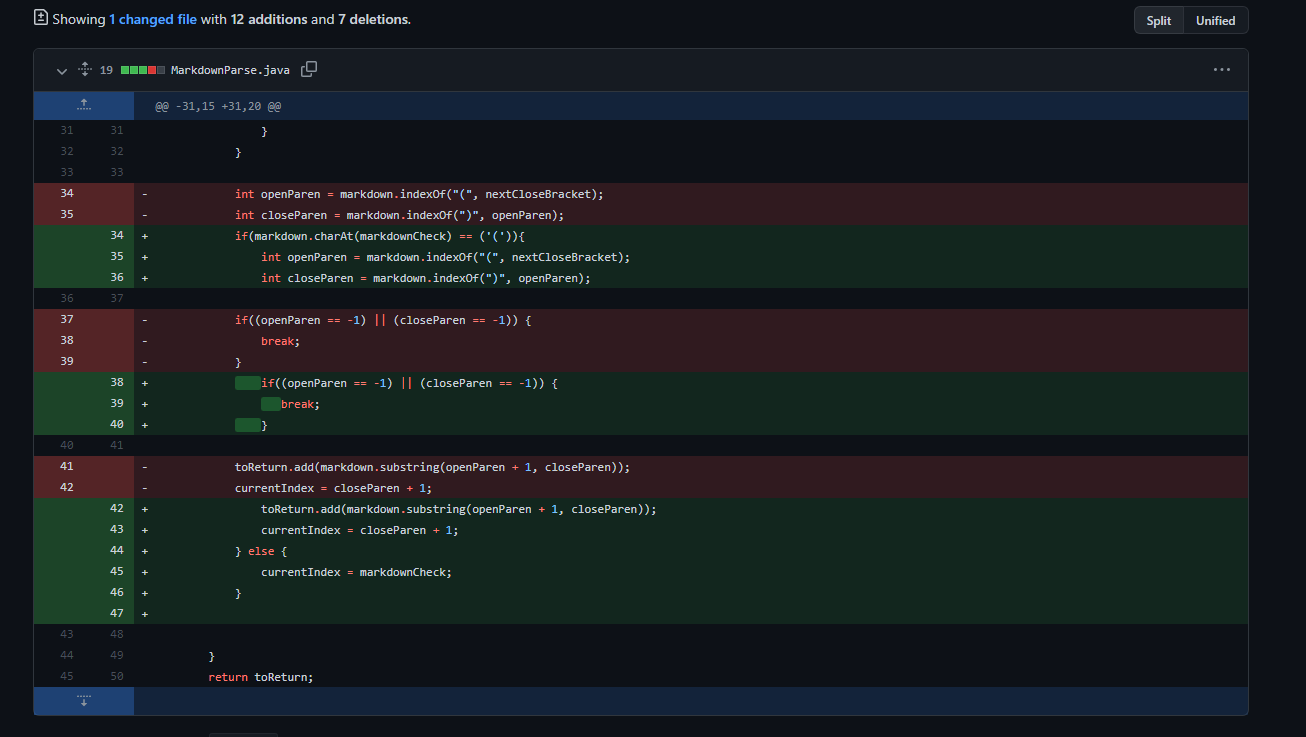 Showing 1 changed file with 12 additions and 7 deletions.
Split Unified
19 MarkdownParse.java
@@ -31,15 +31,20 @@
31 31 }
32 32 }
33 33
34 - int openParen = markdown.indexOf("(", nextCloseBracket);
35 - int closeParen = markdown.indexOf(")", openParen);
34 + if(markdown.charAt(markdownCheck) == ('(')){
35 + int openParen = markdown.indexOf("(", nextCloseBracket);
36 + int closeParen = markdown.indexOf(")", openParen);
36 37
37 - if((openParen == -1) || (closeParen == -1)) {
38 - break;
39 - }
38 + if((openParen == -1) || (closeParen == -1)) {
39 + break;
40 + }
40 41
41 - toReturn.add(markdown.substring(openParen + 1, closeParen));
42 - currentIndex = closeParen + 1;
42 + toReturn.add(markdown.substring(openParen + 1, closeParen));
43 + currentIndex = closeParen + 1;
44 + } else {
45 + currentIndex = markdownCheck;
46 + }
47 +
43 48
44 49 }
45 50 return toReturn;